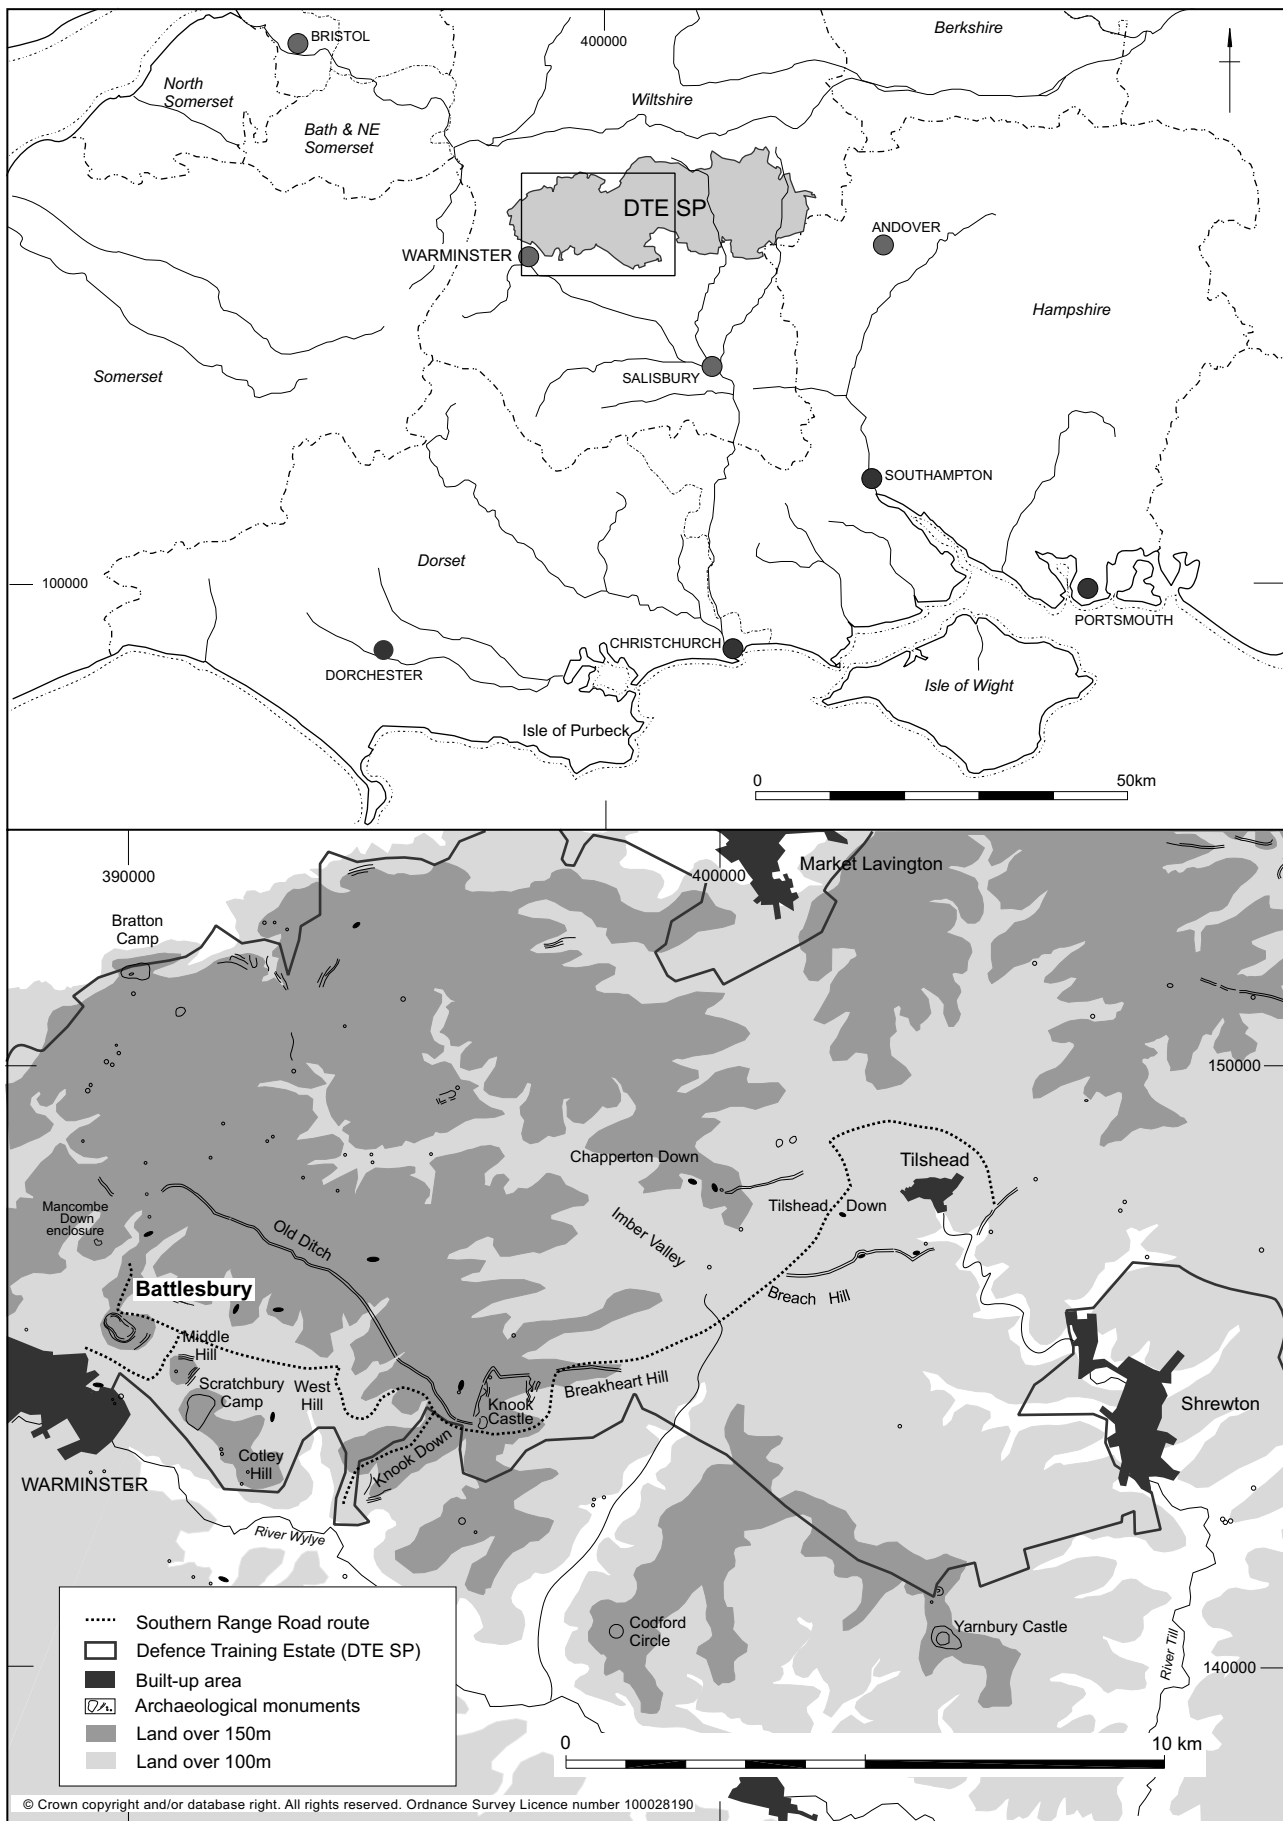 BRISTOL
400000
Berkshire
North
Somerset
Wiltshire
Bath & NE
Somerset
DTE SP
ANDOVER
WARMINSTER
Hampshire
Somerset
SALISBURY
SOUTHAMPTON
Dorset
100000
PORTSMOUTH
CHRISTCHURCH
DORCHESTER
Isle of Wight
Isle of Purbeck
0
50km
390000
400000
Market Lavington
Bratton
Camp
150000
Chapperton Down
Tilshead
Mancombe
Down
enclosure
Tilshead Down
Old Ditch
Imber Valley
Battlesbury
Breach Hill
Middle
Hill
Scratchbury
Camp
West
Hill
Breakheart Hill
Knook
Castle
Shrewton
Knook Down
Cotley
Hill
WARMINSTER
River Wylye
Southern Range Road route
Defence Training Estate (DTE SP)
Built-up area
Archaeological monuments
Land over 150m
Land over 100m
Codford
Circle
Yarnbury Castle
River Till
140000
0
10 km
© Crown copyright and/or database right. All rights reserved. Ordnance Survey Licence number 100028190